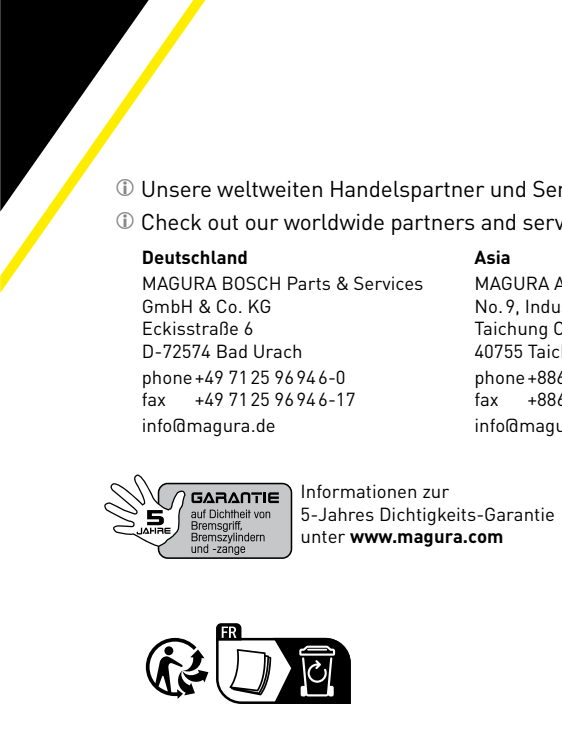 Unsere weltweiten Handelspartner und
Check out our worldwide partners and
Deutschland
MAGURA BOSCH Parts & Services
GmbH & Co. KG
Eckisstraße 6
D-72574 Bad Urach
phone +49 71 25 96 94 6-0
fax +49 71 25 96 94 6-17
info@magura.de
Asia
MAGURA
No. 9,
Taichung
40755
phone +886
fax +886
GARANTIE
auf Dichtheit von
Bremsgriff,
Bremszylindern
und -zange
5
JAHRE
Informationen zur
5-Jahres Dichtigkeits-Garantie
unter www.magura.com
FR